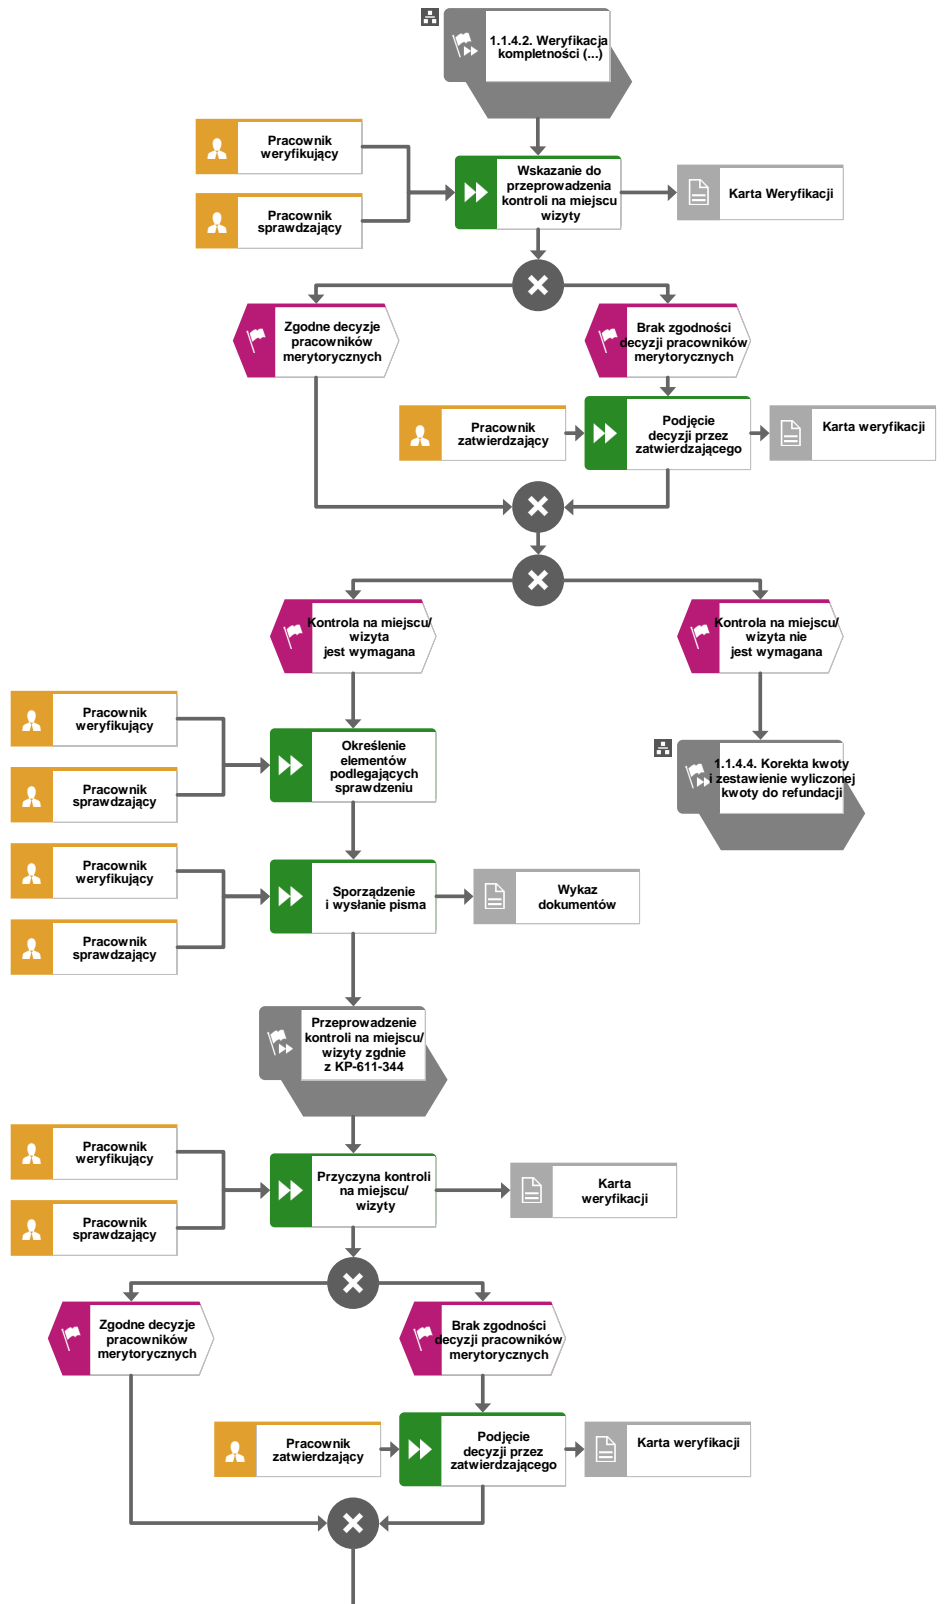 1.1.4.2. Weryfikacja
kompletności (...)
Pracownik
weryfikujący
Pracownik
sprawdzający
Wskazanie do
przeprowadzenia
kontroli na miejscu
wizyty
Karta Weryfikacji
Zgodne decyzje
pracowników
merytorycznych
Brak zgodności
decyzji pracowników
merytorycznych
Pracownik
zatwierdzający
Podjęcie
decyzji przez
zatwierdzającego
Karta weryfikacji
Kontrola na miejscu/
wizyta
jest wymagana
Kontrola na miejscu/
wizyta nie
jest wymagana
Pracownik
weryfikujący
Pracownik
sprawdzający
Określenie
elementów
podlegających
sprawdzeniu
1.1.4.4. Korekta kwoty
i zestawienie wyliczonej
kwoty do refundacji
Pracownik
weryfikujący
Pracownik
sprawdzający
Sporządzenie
i wysłanie pisma
Wykaz
dokumentów
Przeprowadzenie
kontroli na miejscu/
wizyty zgdnie
z KP-611-344
Pracownik
weryfikujący
Pracownik
sprawdzający
Przyczyna kontroli
na miejscu/
wizyty
Karta
weryfikacji
Zgodne decyzje
pracowników
merytorycznych
Brak zgodności
decyzji pracowników
merytorycznych
Pracownik
zatwierdzający
Podjęcie
decyzji przez
zatwierdzającego
Karta weryfikacji